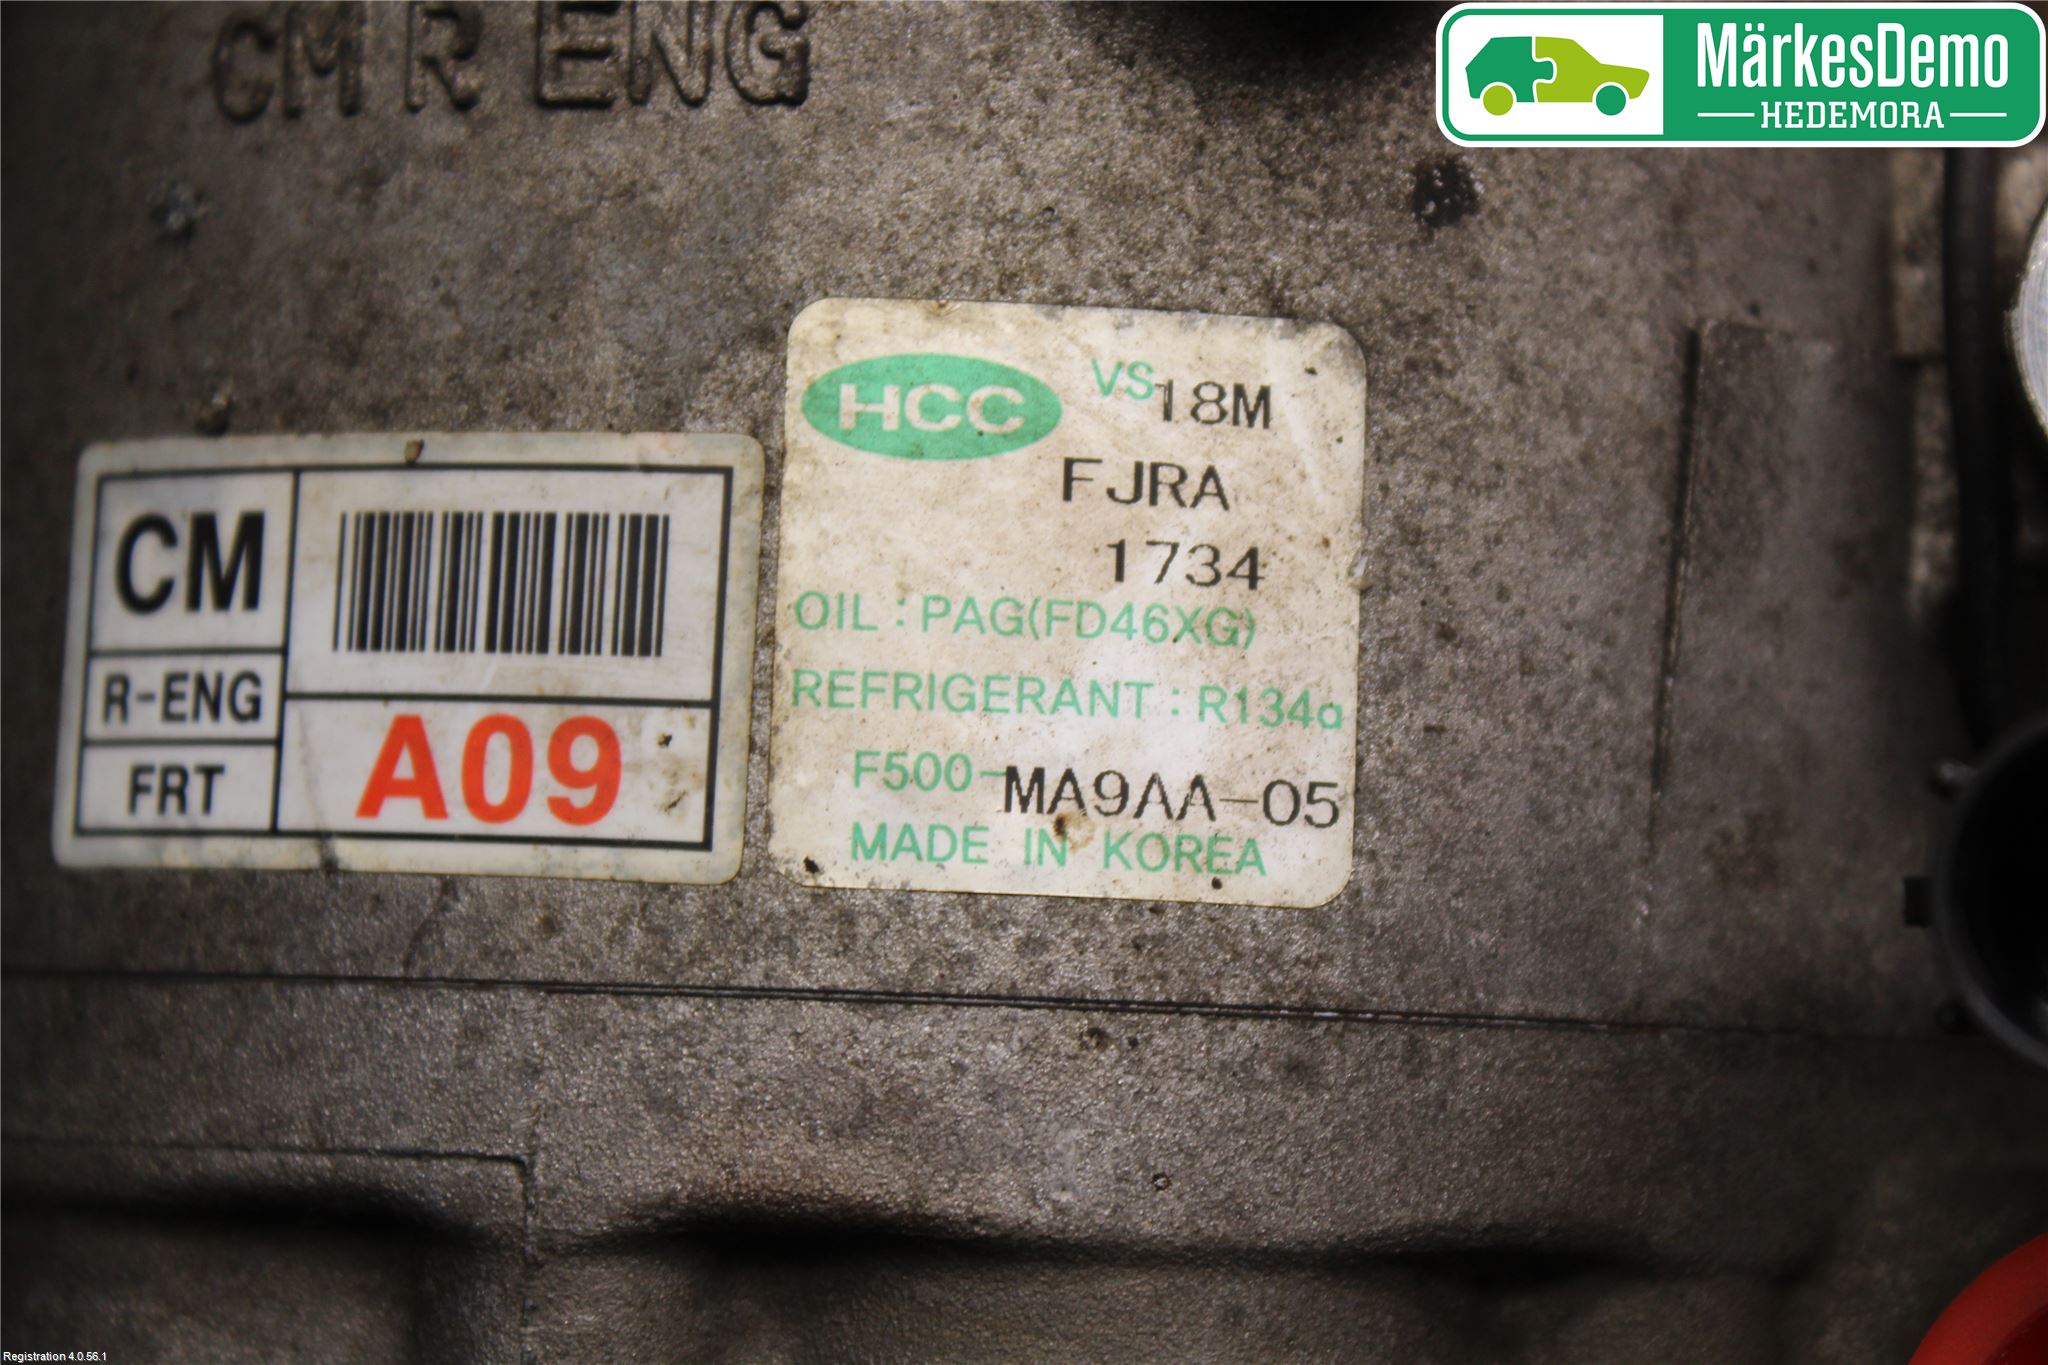 CM R ENG
MärkesDemo
HEDEMORA
HCC VS18M
FJRA
1734
OIL : PAG(FD46XG)
REFRIGERANT : R134a
F500-MA9AA-05
MADE IN KOREA
CM
R-ENG
FRT
A09
Registration 4.0.56.1